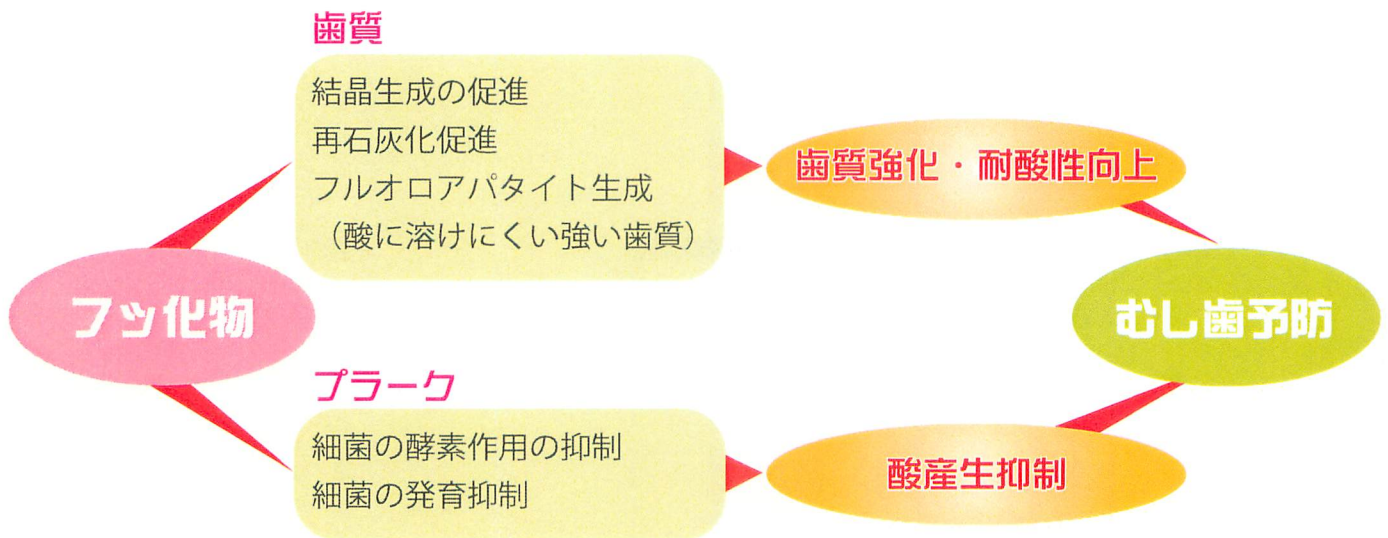 歯質
結晶生成の促進
再石灰化促進
フルオロアパタイト生成
（酸に溶けにくい強い歯質）
歯質強化・耐酸性向上
フッ化物
むし歯予防
プラーク
細菌の酵素作用の抑制
細菌の発育抑制
酸産生抑制